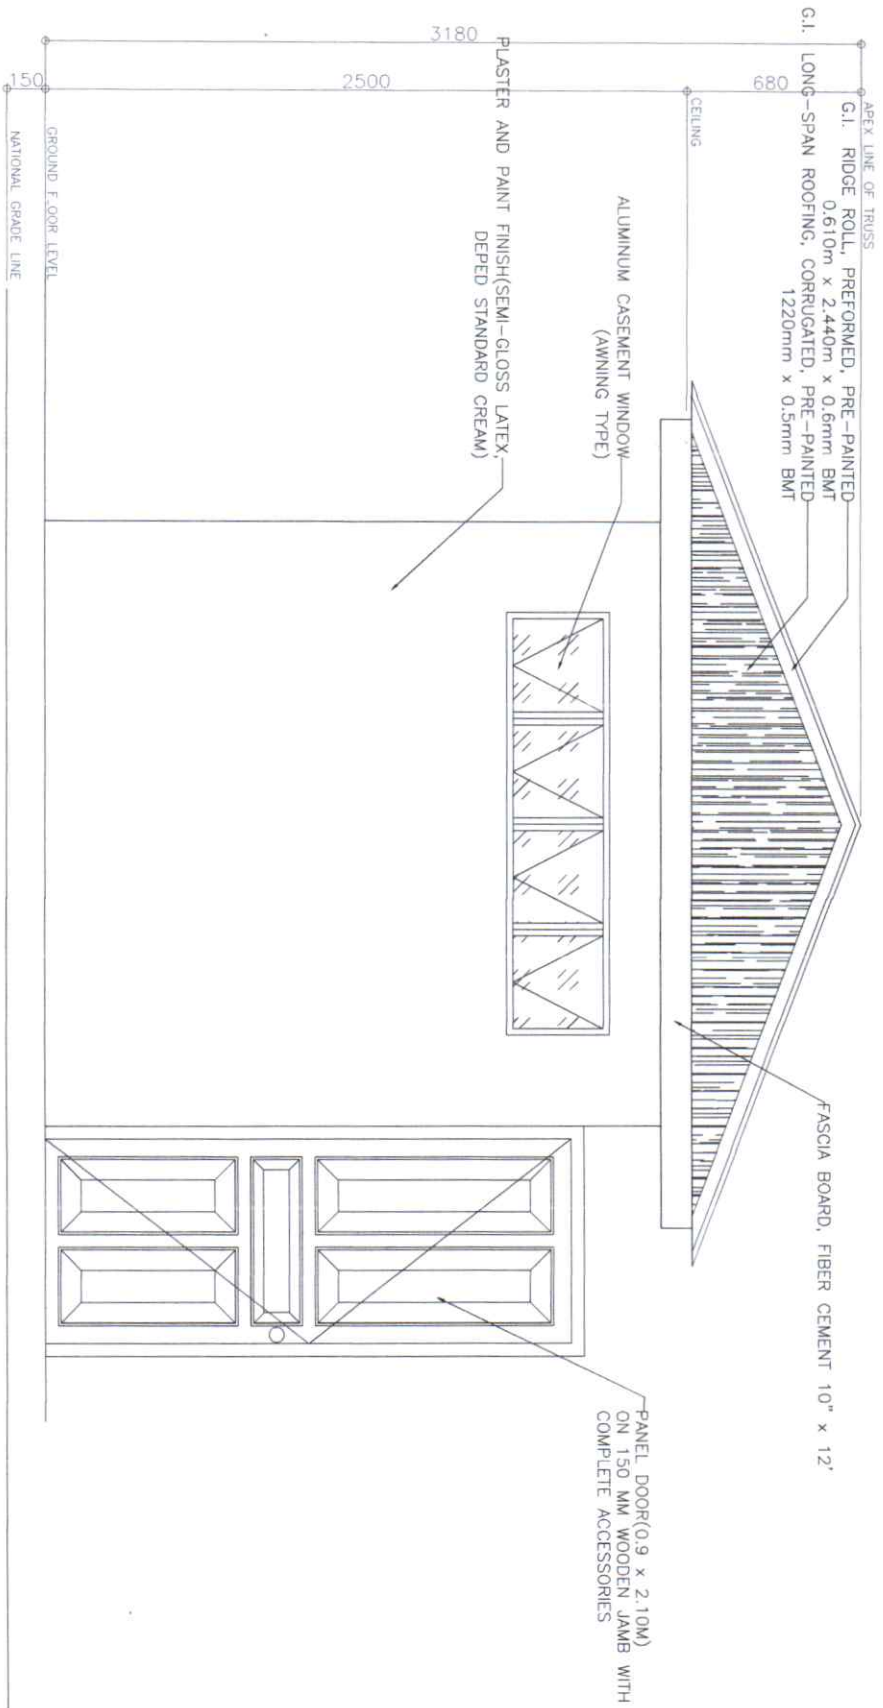 APEX LINE OF TRUSS
G.I. RIDGE ROLL, PREFORMED, PRE-PAINTED
0.610m x 2.440m x 0.6mm BMT
G.I. LONG-SPAN ROOFING, CORRUGATED, PRE-PAINTED
1220mm x 0.5mm BMT
FASCIA BOARD, FIBER CEMENT 10" x 12'
680
CEILING
ALUMINUM CASEMENT WINDOW
(AWNING TYPE)
PANEL DOOR(0.9 x 2.10M)
ON 150 MM WOODEN JAMB WITH
COMPLETE ACCESSORIES
3180
2500
PLASTER AND PAINT FINISH(SEMI-GLOSS LATEX,
DEPED STANDARD CREAM)
GROUND FLOOR LEVEL
150
NATIONAL GRADE LINE